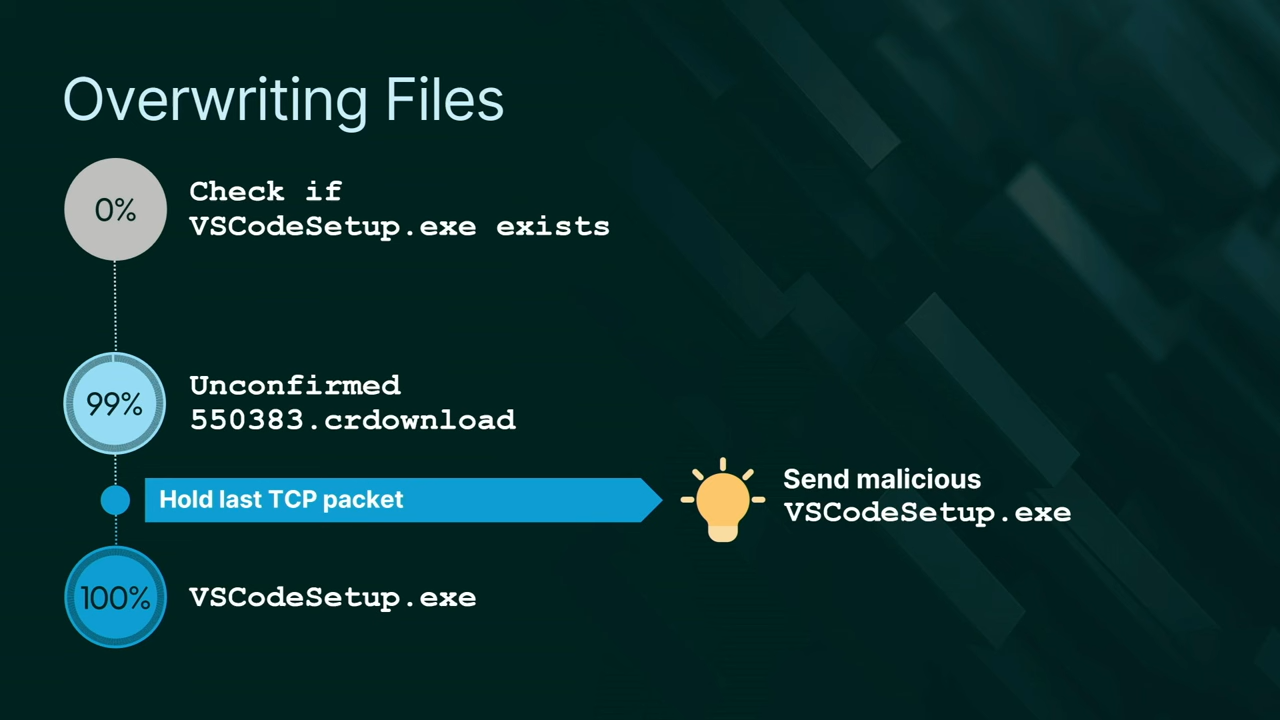 Overwriting Files
0%
Check if
VSCodeSetup.exe exists
99%
Unconfirmed
550383.crdownload
Hold last TCP packet
Send malicious
VSCodeSetup.exe
100%
VSCodeSetup.exe